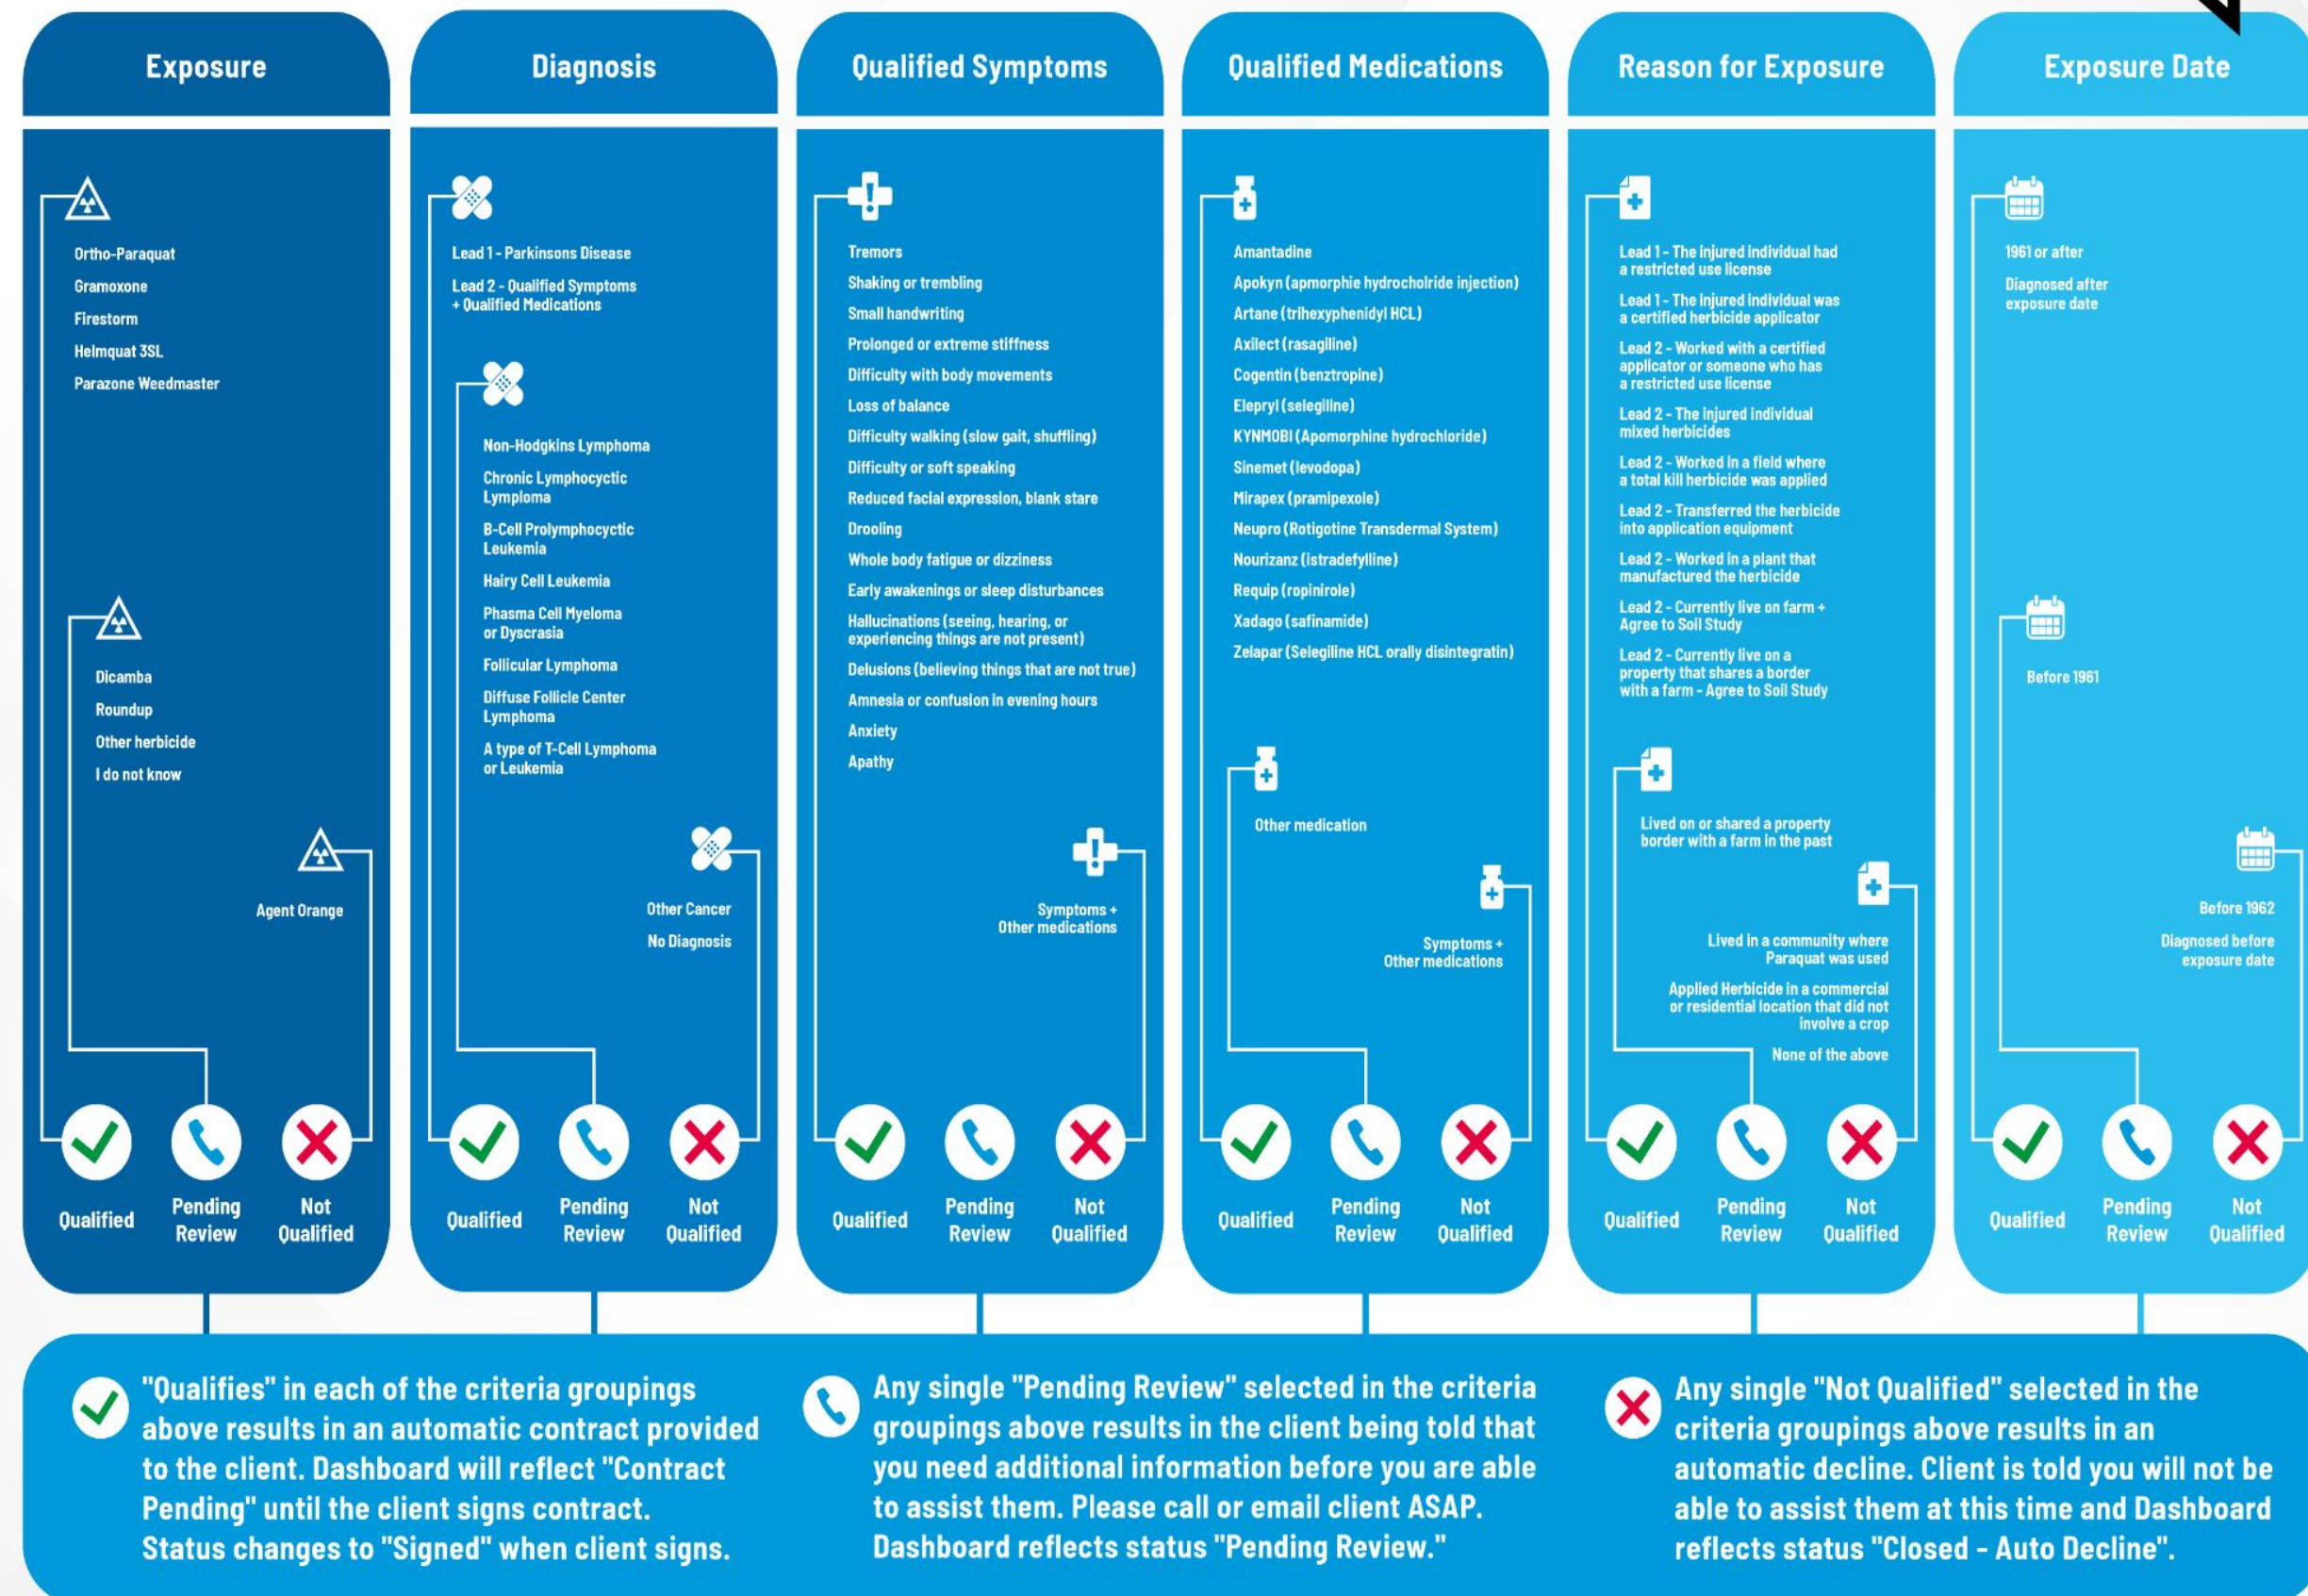 Exposure
Ortho-Paraquat
Gramoxone
Firestorm
Helmquat 3SL
Parazone Weedmaster
Dicamba
Roundup
Other herbicide
I do not know
Agent Orange
Qualified
Pending
Review
Not
Qualified
Diagnosis
Lead 1 - Parkinsons Disease
Lead 2 - Qualified Symptoms
+ Qualified Medications
Non-Hodgkins Lymphoma
Chronic Lymphocyctic
Lymploma
B-Cell Prolymphocyctic
Leukemia
Hairy Cell Leukemia
Phasma Cell Myeloma
or Dyscrasia
Follicular Lymphoma
Diffuse Follicle Center
Lymphoma
A type of T-Cell Lymphoma
or Leukemia
Other Cancer
No Diagnosis
Qualified
Pending
Review
Not
Qualified
Qualified Symptoms
Tremors
Shaking or trembling
Small handwriting
Prolonged or extreme stiffness
Difficulty with body movements
Loss of balance
Difficulty walking (slow gait, shuffling)
Difficulty or soft speaking
Reduced facial expression, blank stare
Drooling
Whole body fatigue or dizziness
Early awakenings or sleep disturbances
Hallucinations (seeing, hearing, or
experiencing things are not present)
Delusions (believing things that are not true)
Amnesia or confusion in evening hours
Anxiety
Apathy
Symptoms +
Other medications
Qualified
Pending
Review
Not
Qualified
Qualified Medications
Amantadine
Apokyn (apmorphie hydrocholride injection)
Artane (trihexyphenidyl HCL)
Axilect (rasagiline)
Cogentin (benztropine)
Elepryl (selegiline)
KYNMOBI (Apomorphine hydrochloride)
Sinemet (levodopa)
Mirapex (pramipexole)
Neupro (Rotigotine Transdermal System)
Nourizanz (istradefylline)
Requip (ropinirole)
Xadago (safinamide)
Zelapar (Selegiline HCL orally disintegratin)
Other medication
Symptoms +
Other medications
Qualified
Pending
Review
Not
Qualified
Reason for Exposure
Lead 1 - The injured individual had
a restricted use license
Lead 1 - The injured individual was
a certified herbicide applicator
Lead 2 - Worked with a certified
applicator or someone who has
a restricted use license
Lead 2 - The injured individual
mixed herbicides
Lead 2 - Worked in a field where
a total kill herbicide was applied
Lead 2 - Transferred the herbicide
into application equipment
Lead 2 - Worked in a plant that
manufactured the herbicide
Lead 2 - Currently live on farm +
Agree to Soil Study
Lead 2 - Currently live on a
property that shares a border
with a farm - Agree to Soil Study
Lived on or shared a property
border with a farm in the past
Lived in a community where
Paraquat was used
Applied Herbicide in a commercial
or residential location that did not
involve a crop
None of the above
Qualified
Pending
Review
Not
Qualified
Exposure Date
1961 or after
Diagnosed after
exposure date
Before 1961
Before 1962
Diagnosed before
exposure date
Qualified
Pending
Review
Not
Qualified
"Qualifies" in each of the criteria groupings
above results in an automatic contract provided
to the client. Dashboard will reflect "Contract
Pending" until the client signs contract.
Status changes to "Signed" when client signs.
Any single "Pending Review" selected in the criteria
groupings above results in the client being told that
you need additional information before you are able
to assist them. Please call or email client ASAP.
Dashboard reflects status "Pending Review."
Any single "Not Qualified" selected in the
criteria groupings above results in an
automatic decline. Client is told you will not be
able to assist them at this time and Dashboard
reflects status "Closed - Auto Decline".